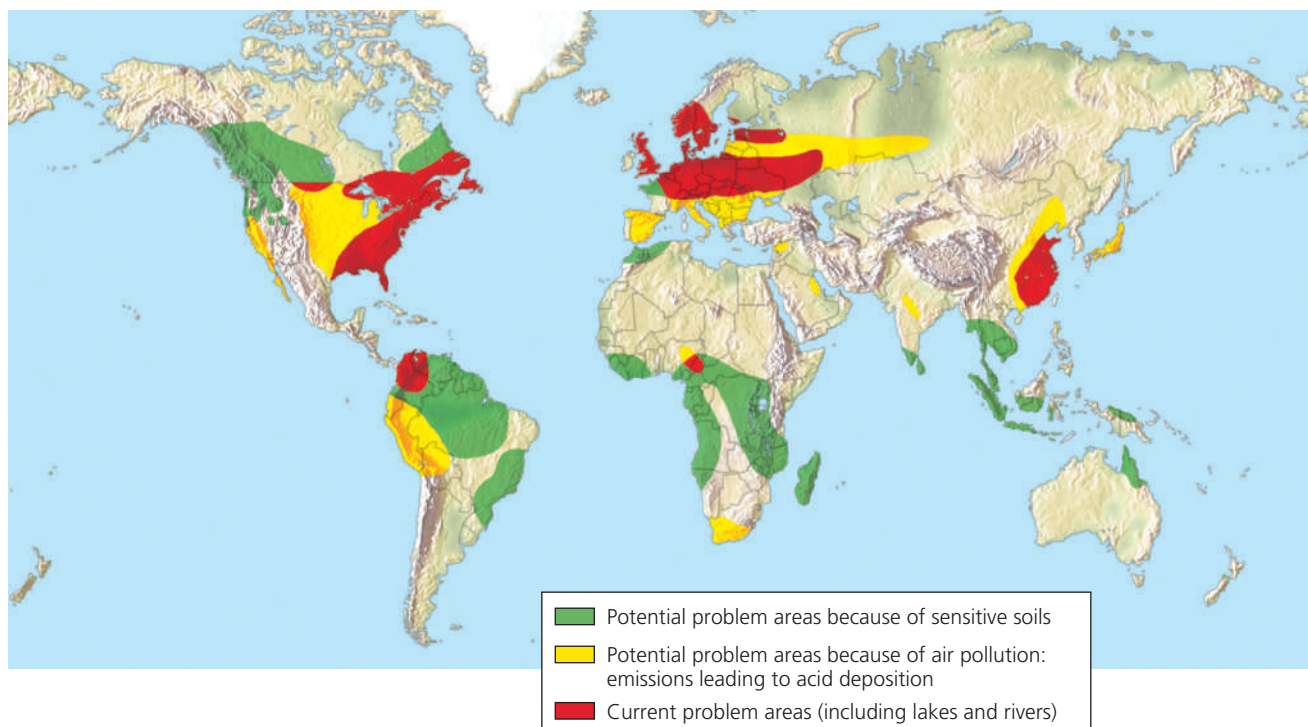 Potential problem areas because of sensitive soils
Potential problem areas because of air pollution:
emissions leading to acid deposition
Current problem areas (including lakes and rivers)